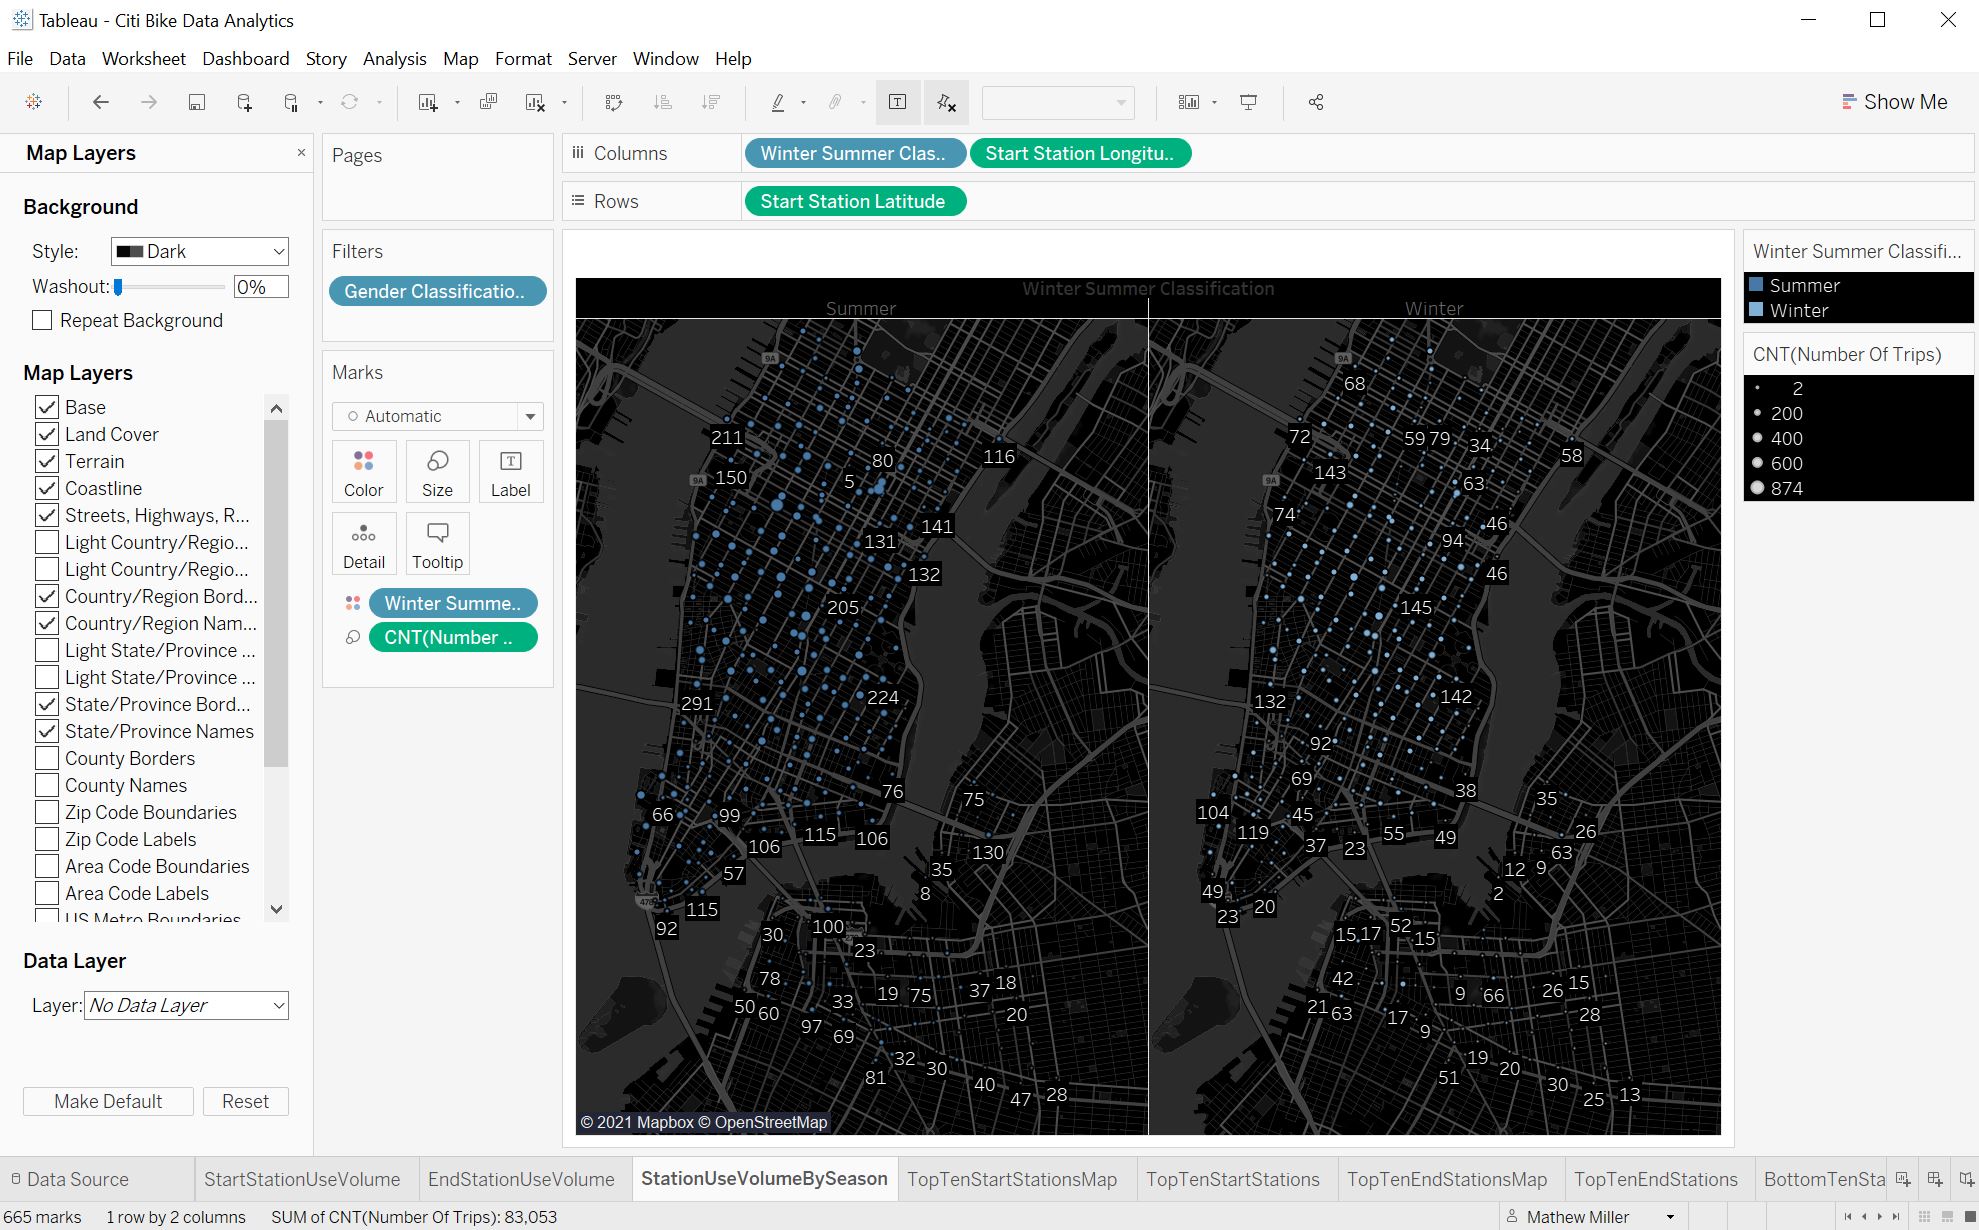 Tableau - Citi Bike Data Analytics
File Data Worksheet Dashboard Story Analysis Map Format Server Window Help
Show Me
Map Layers
Background
Style: Dark
Washout: 0%
Repeat Background
Map Layers
Base
Land Cover
Terrain
Coastline
Streets, Highways, R...
Light Country/Regio...
Light Country/Regio...
Country/Region Bord...
Country/Region Nam...
Light State/Province ...
Light State/Province ...
State/Province Bord...
State/Province Names
County Borders
County Names
Zip Code Boundaries
Zip Code Labels
Area Code Boundaries
Area Code Labels
US Metro Boundaries
Data Layer
Layer: No Data Layer
Make Default Reset
Pages
Filters
Gender Classificatio..
Marks
Automatic
Color Size Label
Detail Tooltip
Winter Summe..
CNT(Number ..
Columns Winter Summer Clas.. Start Station Longitu..
Rows Start Station Latitude
Winter Summer Classification
Summer Winter
9A
211
80
116
150
5
9A
141
131
132
205
291
224
76
75
66
99
115
106
106
130
57
35
8
115
478
92
30
100
23
78
19
75
37
18
50
60
33
20
97
69
32
30
81
40
47
28
9A
68
72
59
79
34
58
143
63
9A
74
46
94
46
145
132
142
92
69
38
35
104
45
119
55
49
26
37
23
63
12
9
49
2
20
23
15
17
52
15
42
9
66
26
15
21
63
17
28
9
19
20
51
30
25
13
© 2021 Mapbox © OpenStreetMap
Winter Summer Classifi...
Summer
Winter
CNT(Number Of Trips)
2
200
400
600
874
Data Source StartStationUseVolume EndStationUseVolume StationUseVolumeBySeason TopTenStartStationsMap TopTenStartStations TopTenEndStationsMap TopTenEndStations BottomTenSta
665 marks 1 row by 2 columns SUM of CNT(Number Of Trips): 83,053 Mathew Miller